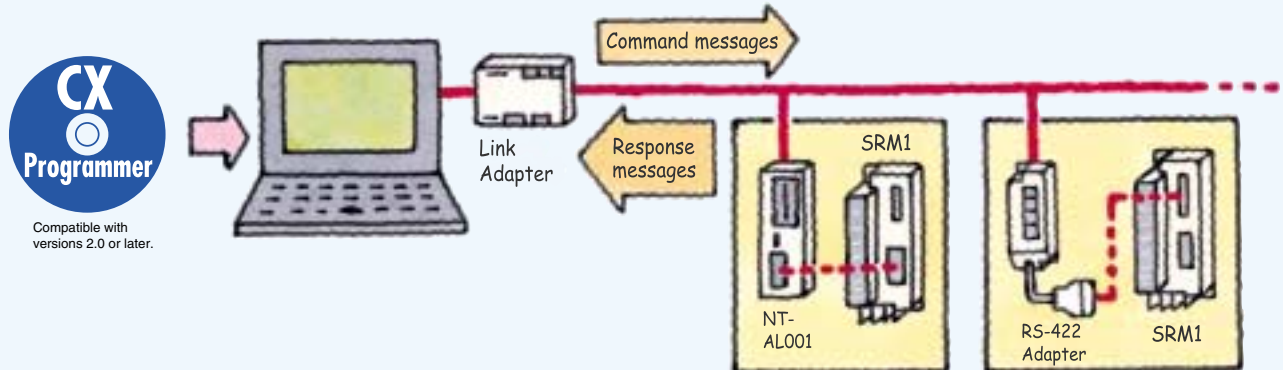 CX
Programmer
Compatible with
versions 2.0 or later.
Link
Adapter
Command messages
Response
messages
SRM1
NT-
AL001
RS-422
Adapter
SRM1